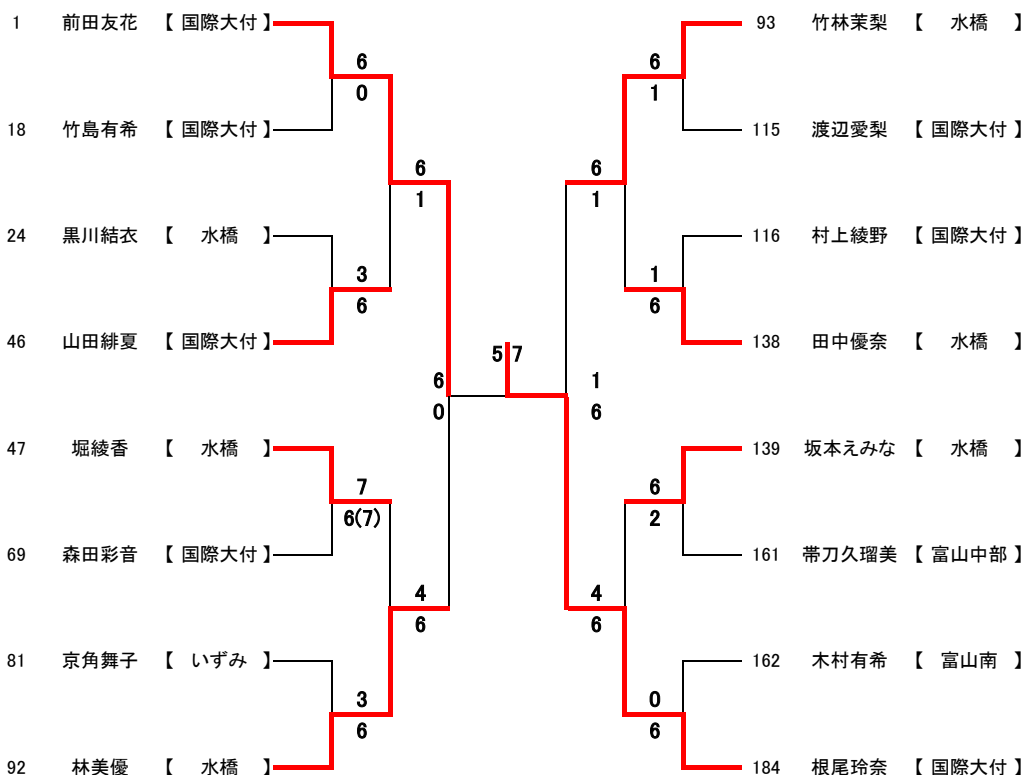 1 前田友花 【 国際大付 】
6
0
18 竹島有希 【 国際大付 】
6
1
24 黒川結衣 【 水橋 】
3
6
46 山田緋夏 【 国際大付 】
6
0
47 堀綾香 【 水橋 】
7
6(7)
69 森田彩音 【 国際大付 】
4
6
81 京角舞子 【 いずみ 】
3
6
92 林美優 【 水橋 】
5 7
93 竹林茉梨 【 水橋 】
6
1
115 渡辺愛梨 【 国際大付 】
6
1
116 村上綾野 【 国際大付 】
1
6
138 田中優奈 【 水橋 】
1
6
139 坂本えみな 【 水橋 】
6
2
161 帯刀久瑠美 【 富山中部 】
4
6
162 木村有希 【 富山南 】
0
6
184 根尾玲奈 【 国際大付 】